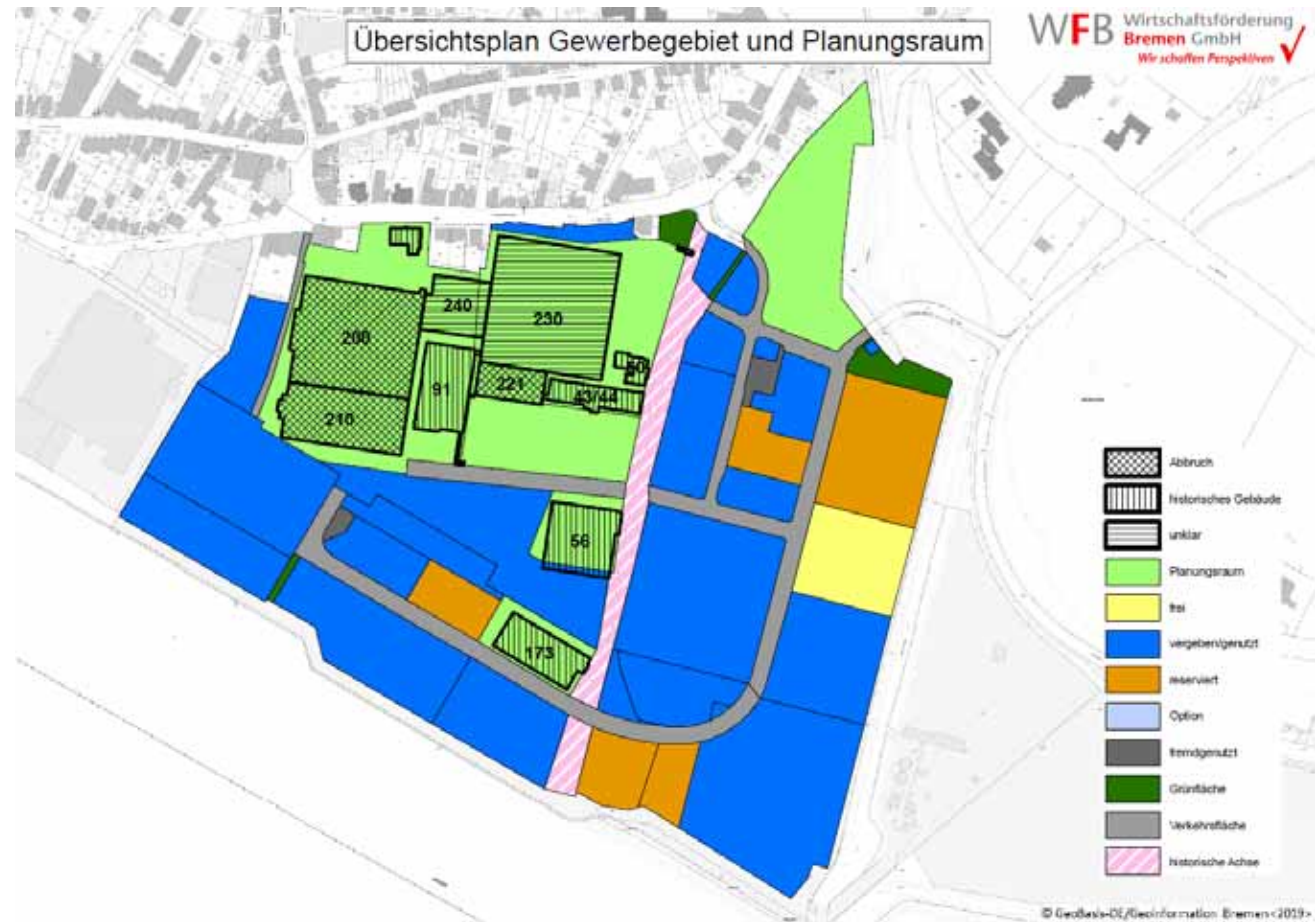 Übersichtsplan Gewerbegebiet und Planungsraum
WFB Wirtschaftsförderung
Bremen GmbH
Wir schaffen Perspektiven
200
240
230
91
221
43/44
210
56
173
Abbruch
historisches Gebäude
unklar
Planungsraum
frei
vergeben/genutzt
reserviert
Option
fremdgenutzt
Grünfläche
Verkehrsfläche
historische Achse
© GeoBasis-DE/Geoinformation Bremen<2019>